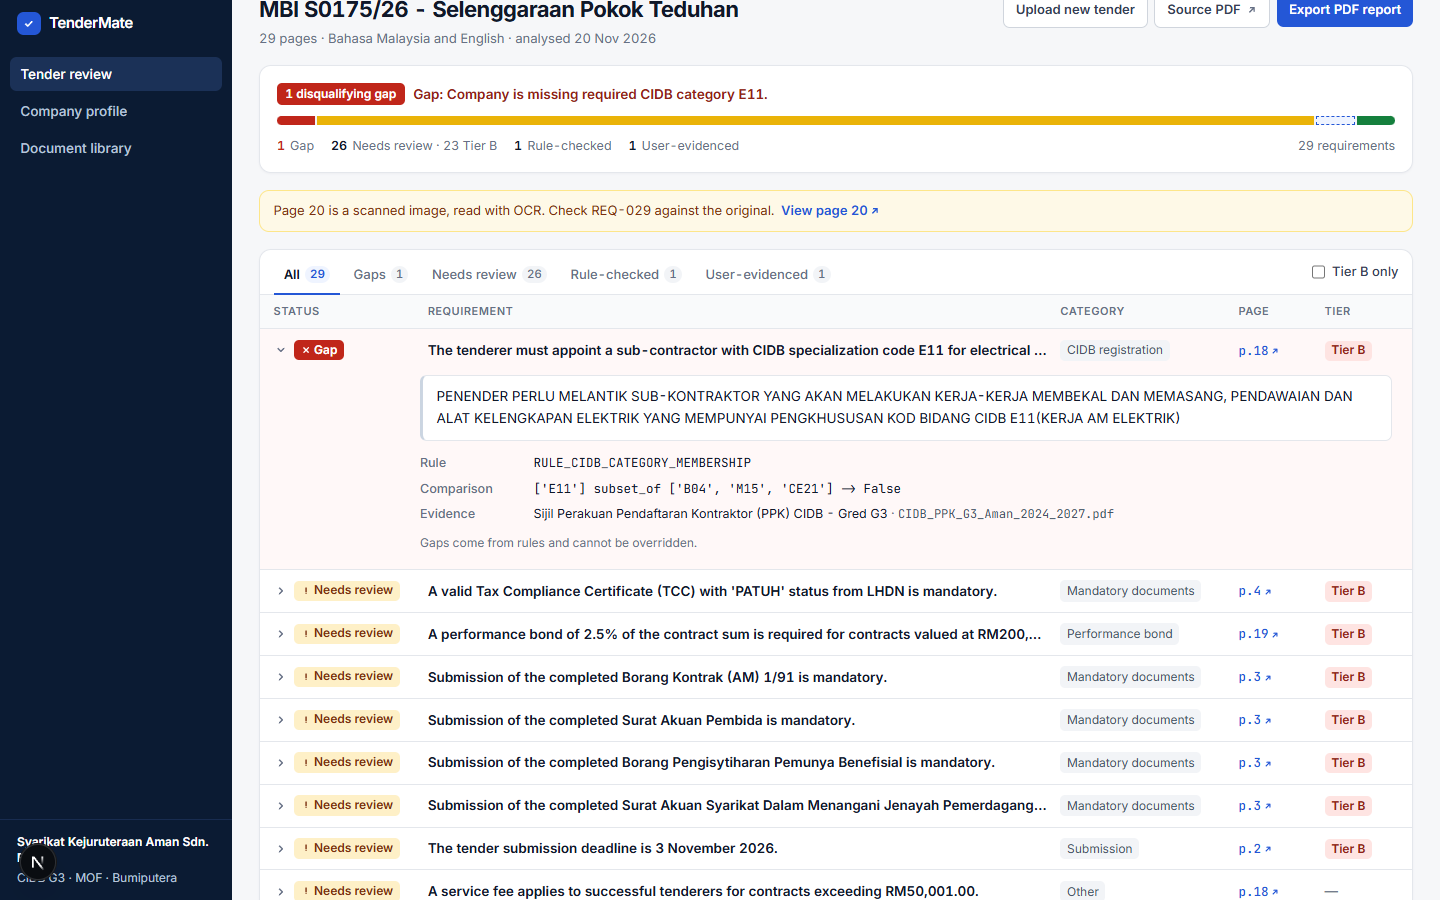 TenderMate
Tender review
Company profile
Document library
Syarikat Kejuruteraan Aman Sdn.
G3 · MOF · Bumiputera
MBI S0175/26 - Selenggaraan Pokok Teduhan
29 pages · Bahasa Malaysia and English · analysed 20 Nov 2026
Upload new tender
Source PDF ↗
Export PDF report
1 disqualifying gap Gap: Company is missing required CIDB category E11.
1 Gap 26 Needs review · 23 Tier B 1 Rule-checked 1 User-evidenced 29 requirements
Page 20 is a scanned image, read with OCR. Check REQ-029 against the original. View page 20 ↗
All 29 Gaps 1 Needs review 26 Rule-checked 1 User-evidenced 1 Tier B only
STATUS REQUIREMENT CATEGORY PAGE TIER
× Gap The tenderer must appoint a sub-contractor with CIDB specialization code E11 for electrical ... CIDB registration p.18 ↗ Tier B
PENENDER PERLU MELANTIK SUB-KONTRAKTOR YANG AKAN MELAKUKAN KERJA-KERJA MEMBEKAL DAN MEMASANG, PENDAWAIAN DAN
ALAT KELENGKAPAN ELEKTRIK YANG MEMPUNYAI PENGKHUSUSAN KOD BIDANG CIDB E11(KERJA AM ELEKTRIK)
Rule RULE_CIDB_CATEGORY_MEMBERSHIP
Comparison ['E11'] subset_of ['B04', 'M15', 'CE21'] —> False
Evidence Sijil Perakuan Pendaftaran Kontraktor (PPK) CIDB - Gred G3 · CIDB_PPK_G3_Aman_2024_2027.pdf
Gaps come from rules and cannot be overridden.
! Needs review A valid Tax Compliance Certificate (TCC) with 'PATUH' status from LHDN is mandatory. Mandatory documents p.4 ↗ Tier B
! Needs review A performance bond of 2.5% of the contract sum is required for contracts valued at RM200,... Performance bond p.19 ↗ Tier B
! Needs review Submission of the completed Borang Kontrak (AM) 1/91 is mandatory. Mandatory documents p.3 ↗ Tier B
! Needs review Submission of the completed Surat Akuan Pembida is mandatory. Mandatory documents p.3 ↗ Tier B
! Needs review Submission of the completed Borang Pengisytiharan Pemunya Benefisial is mandatory. Mandatory documents p.3 ↗ Tier B
! Needs review Submission of the completed Surat Akuan Syarikat Dalam Menangani Jenayah Pemerdagang... Mandatory documents p.3 ↗ Tier B
! Needs review The tender submission deadline is 3 November 2026. Submission p.2 ↗ Tier B
! Needs review A service fee applies to successful tenderers for contracts exceeding RM50,001.00. Other p.18 ↗ —